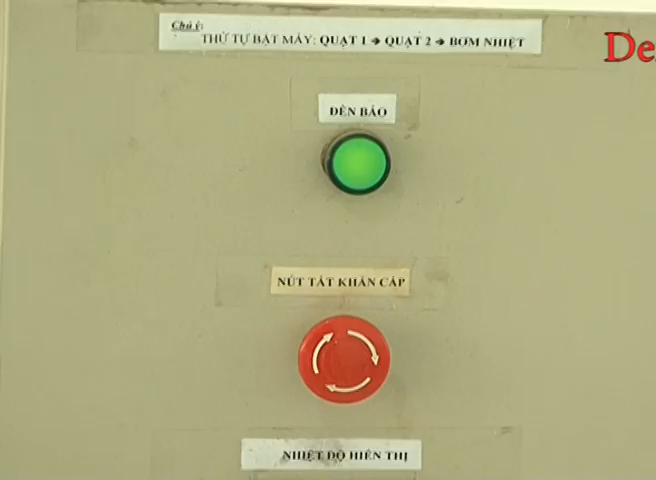 Chú ý:
THỨ TỰ BẬT MÁY: QUẠT 1 ➔ QUẠT 2 ➔ BƠM NHIỆT
De
ĐÈN BÁO
NÚT TẮT KHẨN CẤP
NHIỆT ĐỘ HIỂN THỊ